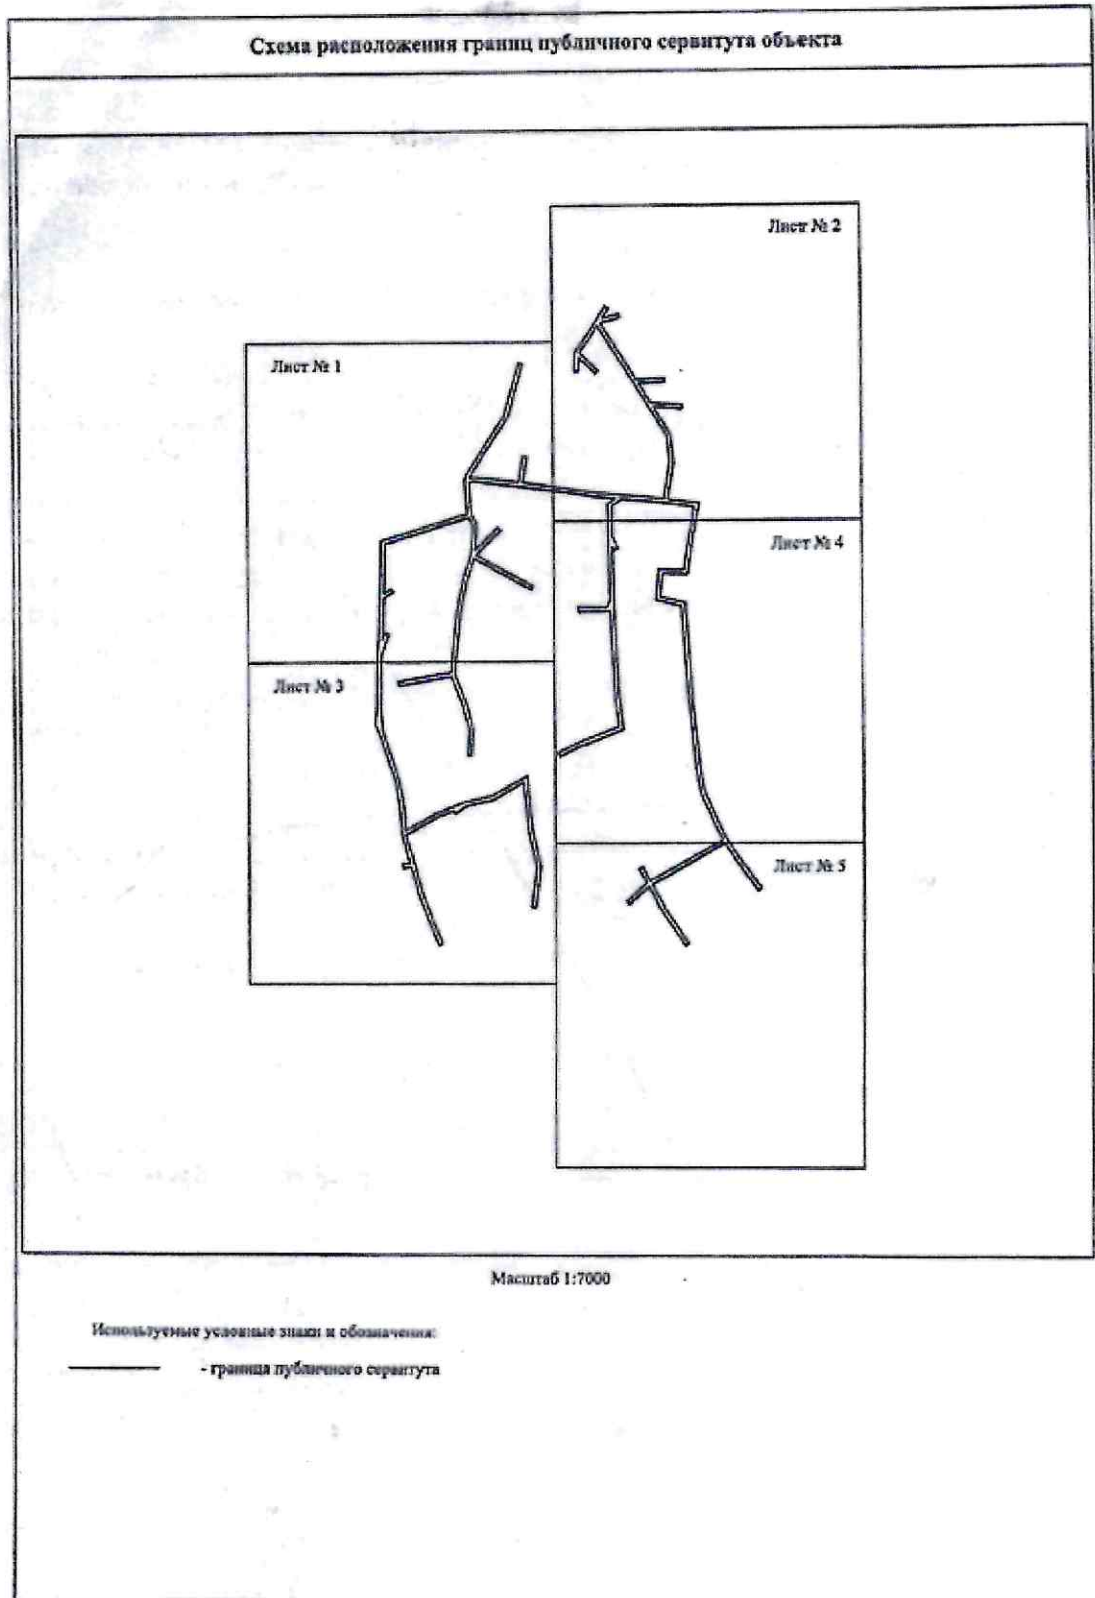 Схема расположения границ публичного сервитута объекта
Лист № 2
Лист № 1
Лист № 4
Лист № 3
Лист № 5
Масштаб 1:7000
Используемые условные знаки и обозначения:
- граница публичного сервитута